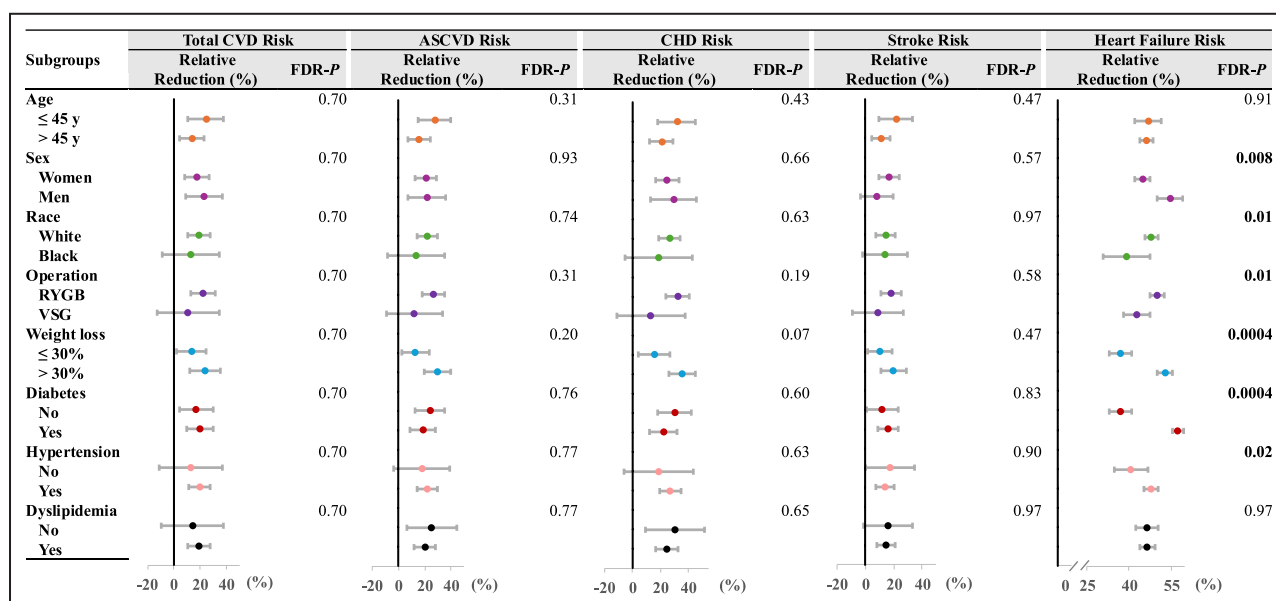 Subgroups Total CVD Risk ASCVD Risk CHD Risk Stroke Risk Heart Failure Risk
Relative Reduction (%) FDR-P Relative Reduction (%) FDR-P Relative Reduction (%) FDR-P Relative Reduction (%) FDR-P Relative Reduction (%) FDR-P
Age 0.70 0.31 0.43 0.47 0.91
≤ 45 y
> 45 y
Sex 0.70 0.93 0.66 0.57 0.008
Women
Men
Race 0.70 0.74 0.63 0.97 0.01
White
Black
Operation 0.70 0.31 0.19 0.58 0.01
RYGB
VSG
Weight loss 0.70 0.20 0.07 0.47 0.0004
≤ 30%
> 30%
Diabetes 0.70 0.76 0.60 0.83 0.0004
No
Yes
Hypertension 0.70 0.77 0.63 0.90 0.02
No
Yes
Dyslipidemia 0.70 0.77 0.65 0.97 0.97
No
Yes
-20 0 20 40 (%) -20 0 20 40 (%) -20 0 20 40 (%) -20 0 20 40 (%) 0 // 25 40 55 (%)